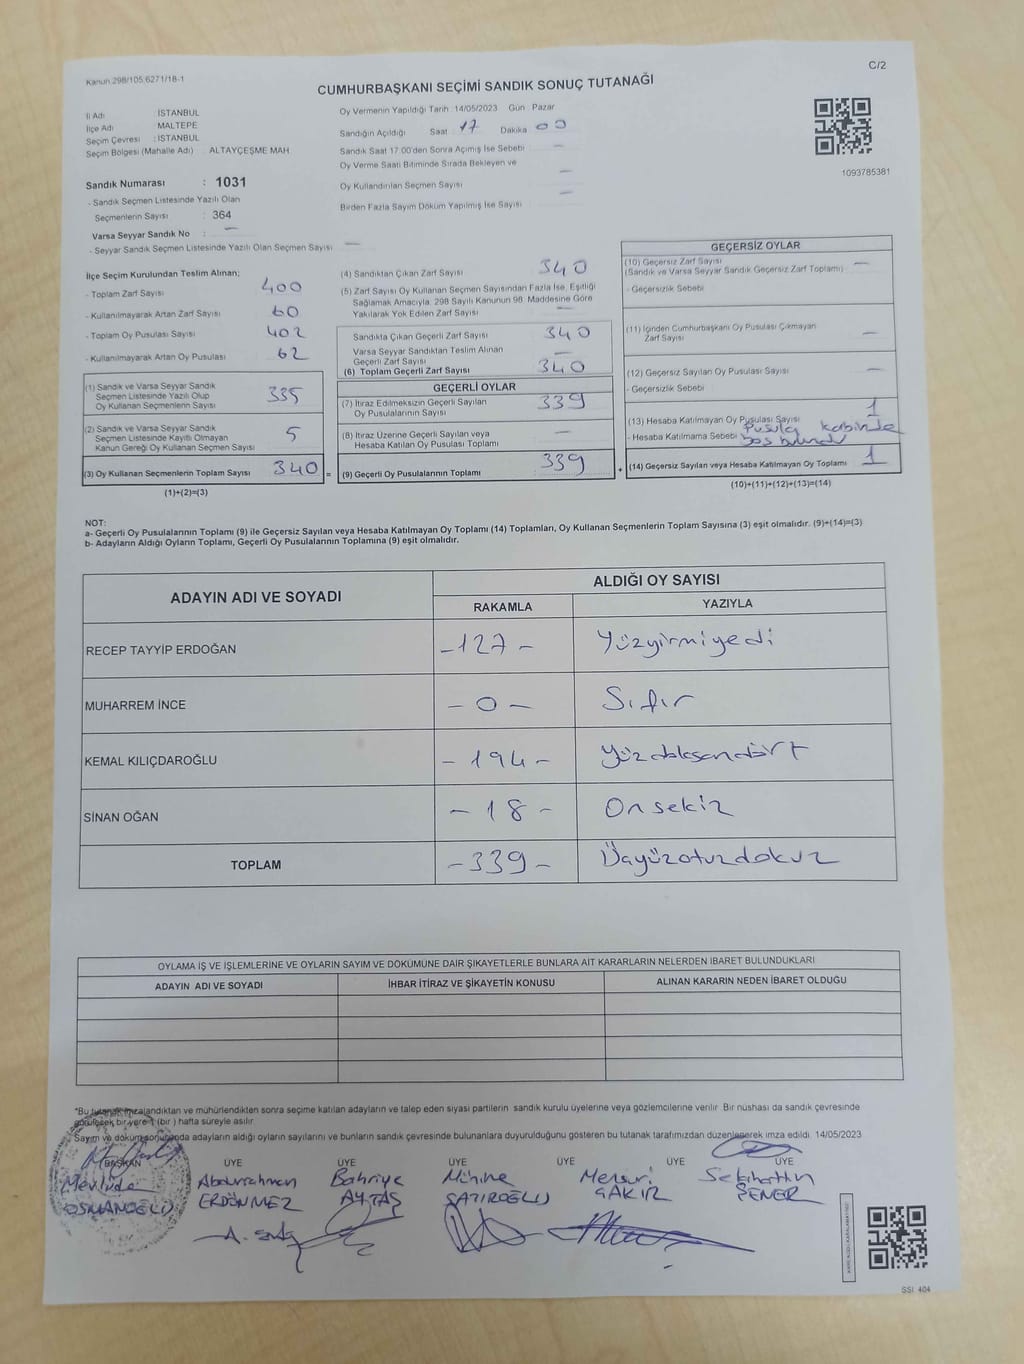 Kanun 298/105,6271/18-1
C/2
CUMHURBAŞKANI SEÇİMİ SANDIK SONUÇ TUTANAĞI
İl Adı İSTANBUL
İlçe Adı MALTEPE
Seçim Çevresi : İSTANBUL
Seçim Bölgesi (Mahalle Adı) ALTAYÇEŞME MAH.
Oy Vermenin Yapıldığı Tarih : 14/05/2023 Gün : Pazar
Sandığın Açıldığı Saat 17 Dakika 00
Sandık Saat 17.00'den Sonra Açımış İse Sebebi —
Oy Verme Saati Bitiminde Sırada Bekleyen ve
Oy Kullandırılan Seçmen Sayısı —
Birden Fazla Sayım Döküm Yapılmış İse Sayısı —
1093785381
Sandık Numarası : 1031
- Sandık Seçmen Listesinde Yazılı Olan
Seçmenlerin Sayısı : 364
Varsa Seyyar Sandık No : —
- Seyyar Sandık Seçmen Listesinde Yazılı Olan Seçmen Sayısı —
İlçe Seçim Kurulundan Teslim Alınan;
- Toplam Zarf Sayısı 400
- Kullanılmayarak Artan Zarf Sayısı 60
- Toplam Oy Pusulası Sayısı 402
- Kullanılmayarak Artan Oy Pusulası 62
(1) Sandık ve Varsa Seyyar Sandık
Seçmen Listesinde Yazılı Olup
Oy Kullanan Seçmenlerin Sayısı 335
(2) Sandık ve Varsa Seyyar Sandık
Seçmen Listesinde Kayıtlı Olmayan
Kanun Gereği Oy Kullanan Seçmen Sayısı 5
(3) Oy Kullanan Seçmenlerin Toplam Sayısı 340 =
(1)+(2)=(3)
(4) Sandıktan Çıkan Zarf Sayısı 340
(5) Zarf Sayısı Oy Kullanan Seçmen Sayısından Fazla İse, Eşitliği
Sağlamak Amacıyla, 298 Sayılı Kanunun 98. Maddesine Göre
Yakılarak Yok Edilen Zarf Sayısı —
Sandıkta Çıkan Geçerli Zarf Sayısı 340
Varsa Seyyar Sandıktan Teslim Alınan
Geçerli Zarf Sayısı —
(6) Toplam Geçerli Zarf Sayısı 340
GEÇERLİ OYLAR
(7) İtiraz Edilmeksizin Geçerli Sayılan
Oy Pusulalarının Sayısı 339
(8) İtiraz Üzerine Geçerli Sayılan veya
Hesaba Katılan Oy Pusulalarının Sayısı —
(9) Geçerli Oy Pusulalarının Toplamı 339 +
GEÇERSİZ OYLAR
(10) Geçersiz Zarf Sayısı
(Sandık ve Varsa Seyyar Sandık Geçersiz Zarf Toplamı) —
- Geçersizlik Sebebi
(11) İçinden Cumhurbaşkanı Oy Pusulası Çıkmayan
Zarf Sayısı —
(12) Geçersiz Sayılan Oy Pusulası Sayısı —
- Geçersizlik Sebebi
(13) Hesaba Katılmayan Oy Pusulası Sayısı 1
- Hesaba Katılmama Sebebi Pusula kabinde
boş bulundu
(14) Geçersiz Sayılan veya Hesaba Katılmayan Oy Toplamı 1
(10)+(11)+(12)+(13)=(14)
NOT:
a- Geçerli Oy Pusulalarının Toplamı (9) ile Geçersiz Sayılan veya Hesaba Katılmayan Oy Toplamı (14) Toplamları, Oy Kullanan Seçmenlerin Toplam Sayısına (3) eşit olmalıdır. (9)+(14)=(3)
b- Adayların Aldığı Oyların Toplamı, Geçerli Oy Pusulalarının Toplamına (9) eşit olmalıdır.
ADAYIN ADI VE SOYADI ALDIĞI OY SAYISI
RAKAMLA YAZIYLA
RECEP TAYYİP ERDOĞAN -127- Yüzyirmiyedi
MUHARREM İNCE -0- Sıfır
KEMAL KILIÇDAROĞLU -194-
SİNAN OĞAN -18- Onsekiz
TOPLAM -339- Üçyüzotuzdokuz
OYLAMA İŞ VE İŞLEMLERİNE VE OYLARIN SAYIM VE DÖKÜMÜNE DAİR ŞİKAYETLERLE BUNLARA AİT KARARLARIN NELERDEN İBARET BULUNDUKLARI
ADAYIN ADI VE SOYADI İHBAR İTİRAZ VE ŞİKAYETİN KONUSU ALINAN KARARIN NEDEN İBARET OLDUĞU
*Bu tutanak imzalandıktan ve mühürlendikten sonra seçime katılan adayların ve talep eden siyasi partilerin sandık kurulu üyelerine veya gözlemcilerine verilir. Bir nüshası da sandık çevresinde
görülecek bir yere 1 (bir ) hafta süreyle asılır.
Sayım ve döküm sonunda adayların aldığı oyların sayılarını ve bunların sandık çevresinde bulunanlara duyurulduğunu gösteren bu tutanak tarafımızdan düzenlenerek imza edildi. 14/05/2023
BAŞKAN ÜYE ÜYE ÜYE ÜYE ÜYE ÜYE
Mevlüde Abdurrahman Bahriye Mühine Sebahattin
OSMANOĞLU ERDÖNMEZ AYTAŞ ŞATIROĞLU ÇAKIR ŞENER
SSI: 404